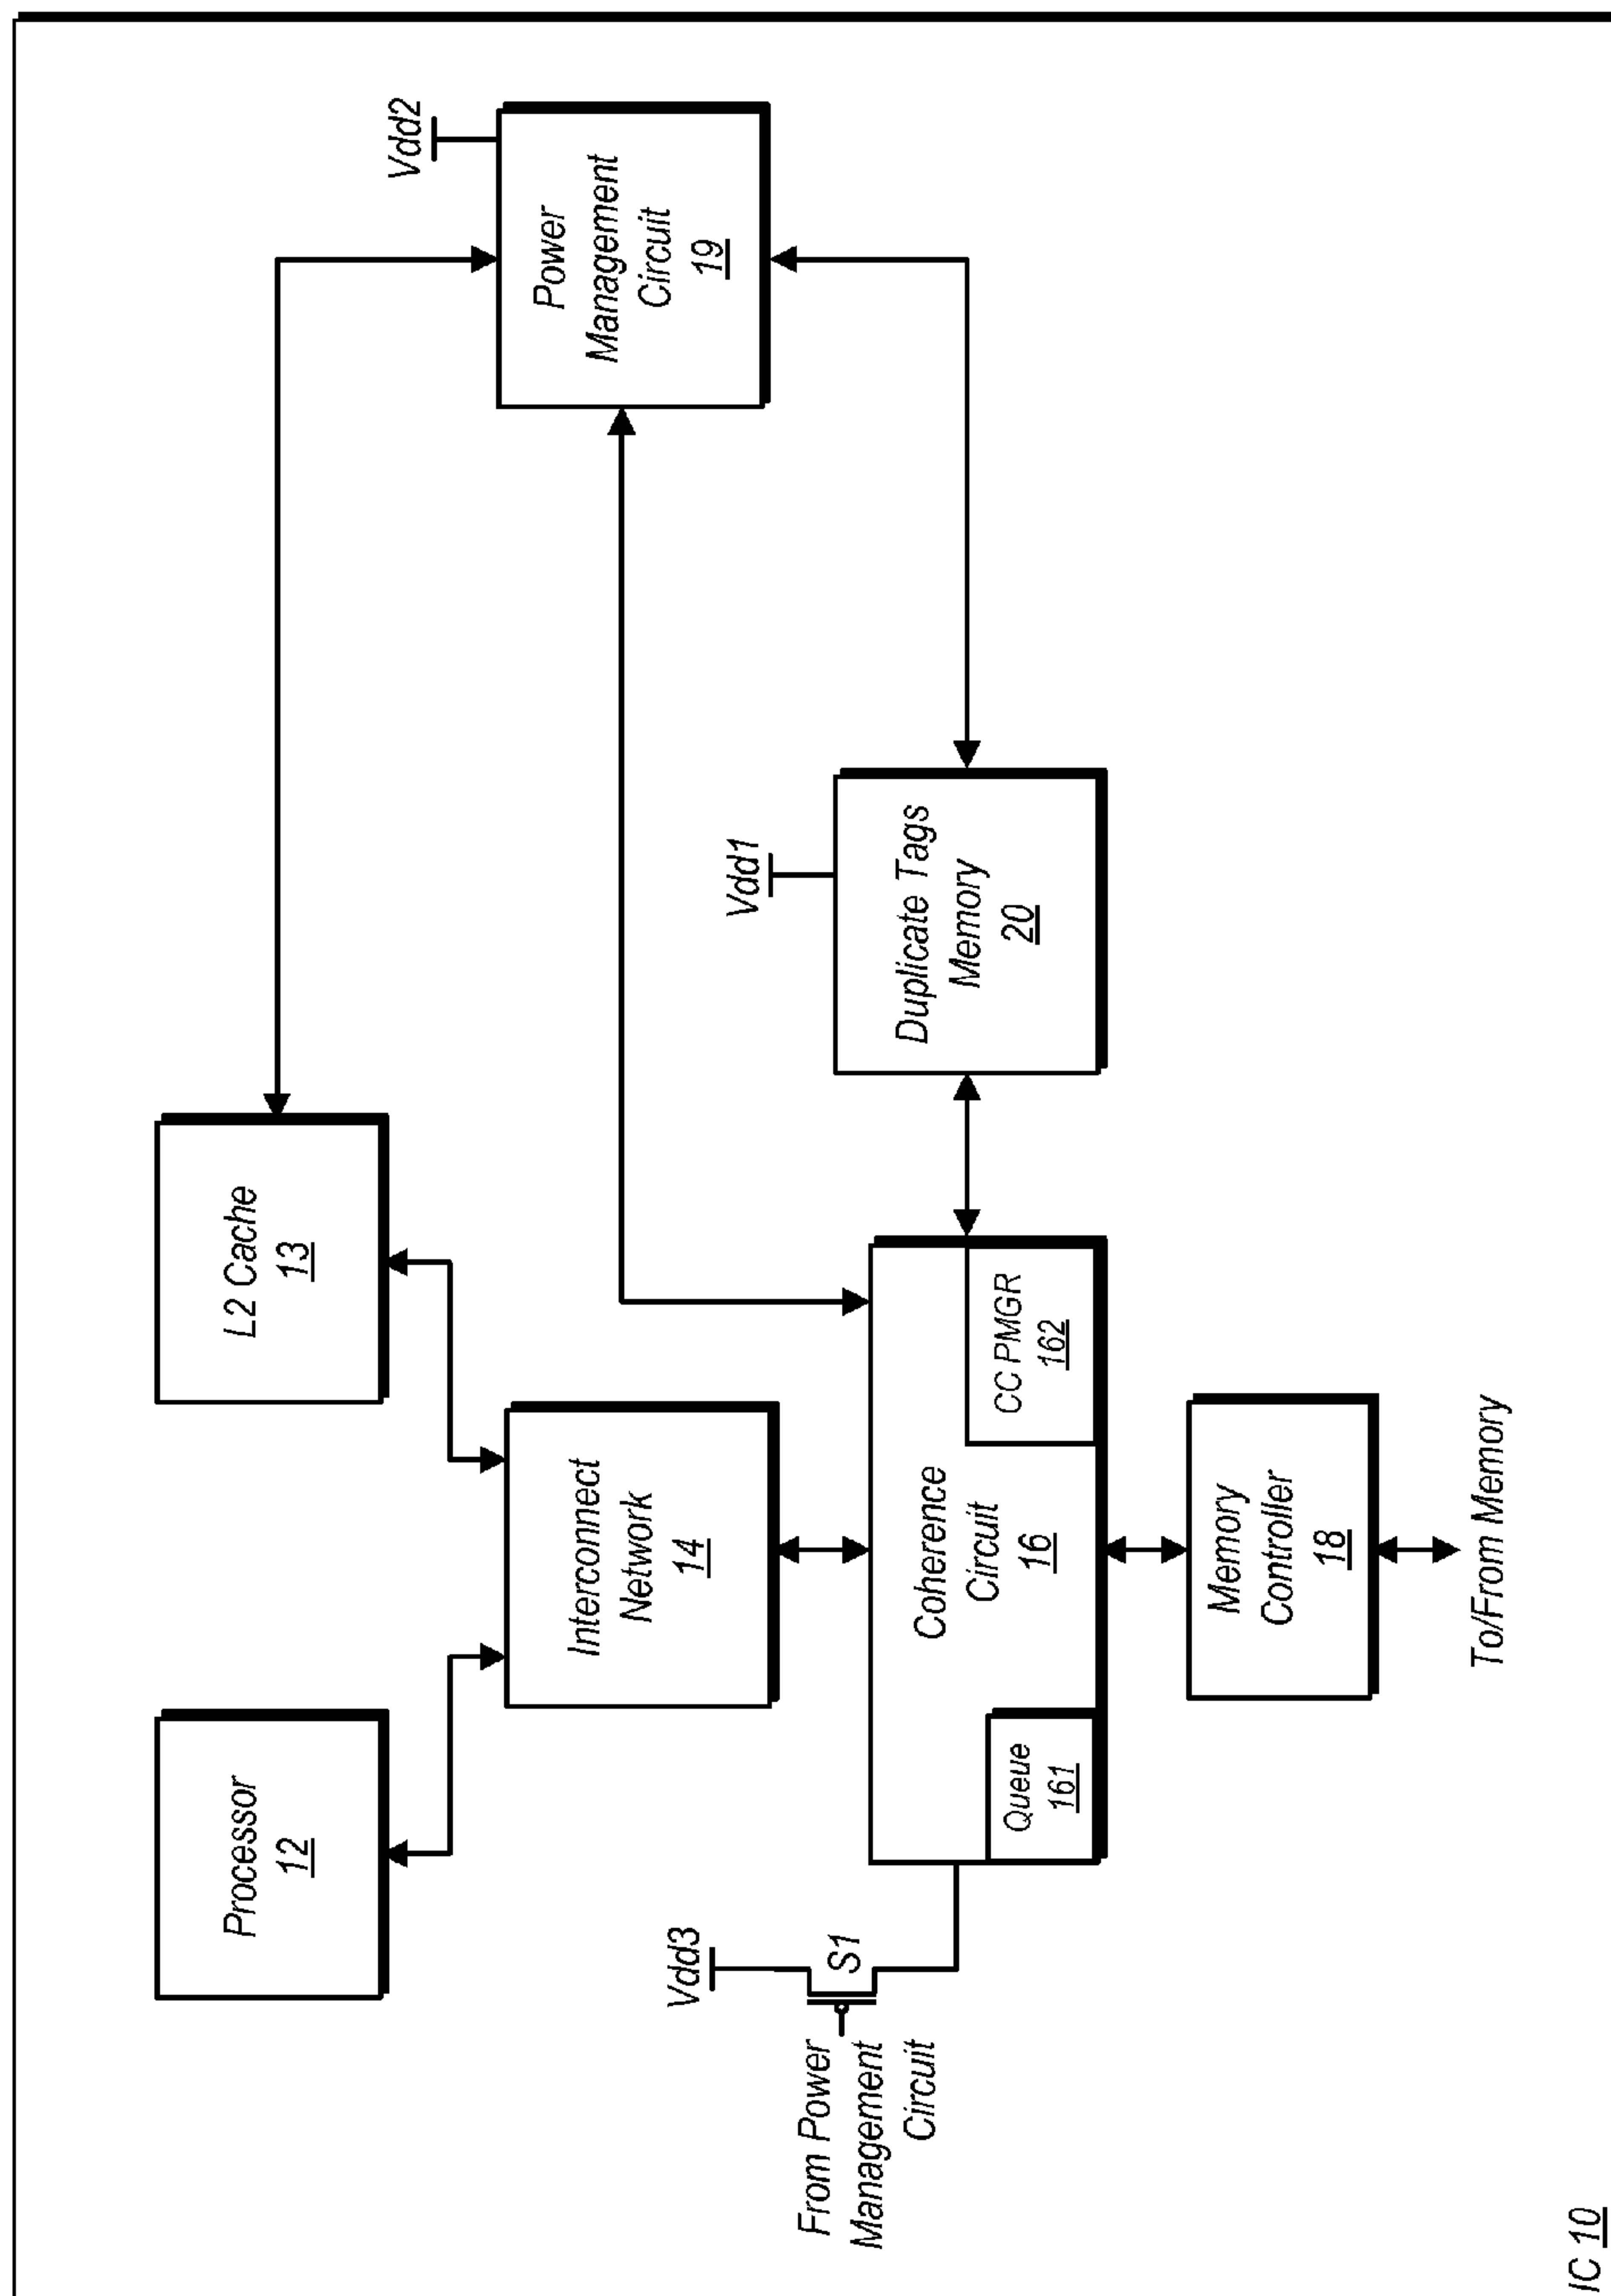 Processor
12
L2 Cache
13
Vdd2
Power
Management
Circuit
19
Interconnect
Network
14
Vdd3
S1
From Power
Management
Circuit
Vdd1
Duplicate Tags
Memory
20
Coherence
Circuit
16
Queue
161
CC PMGR
162
Memory
Controller
18
To/From Memory
IC 10